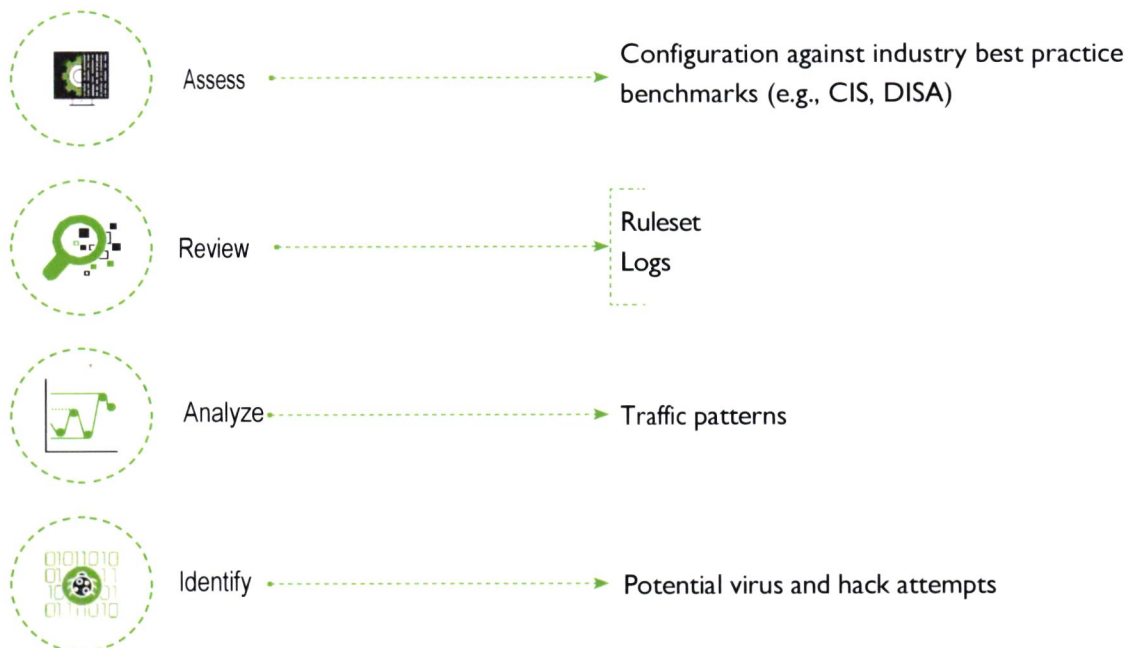 Assess
Configuration against industry best practice
benchmarks (e.g., CIS, DISA)
Review
Ruleset
Logs
Analyze
Traffic patterns
01011010
Identify
Potential virus and hack attempts